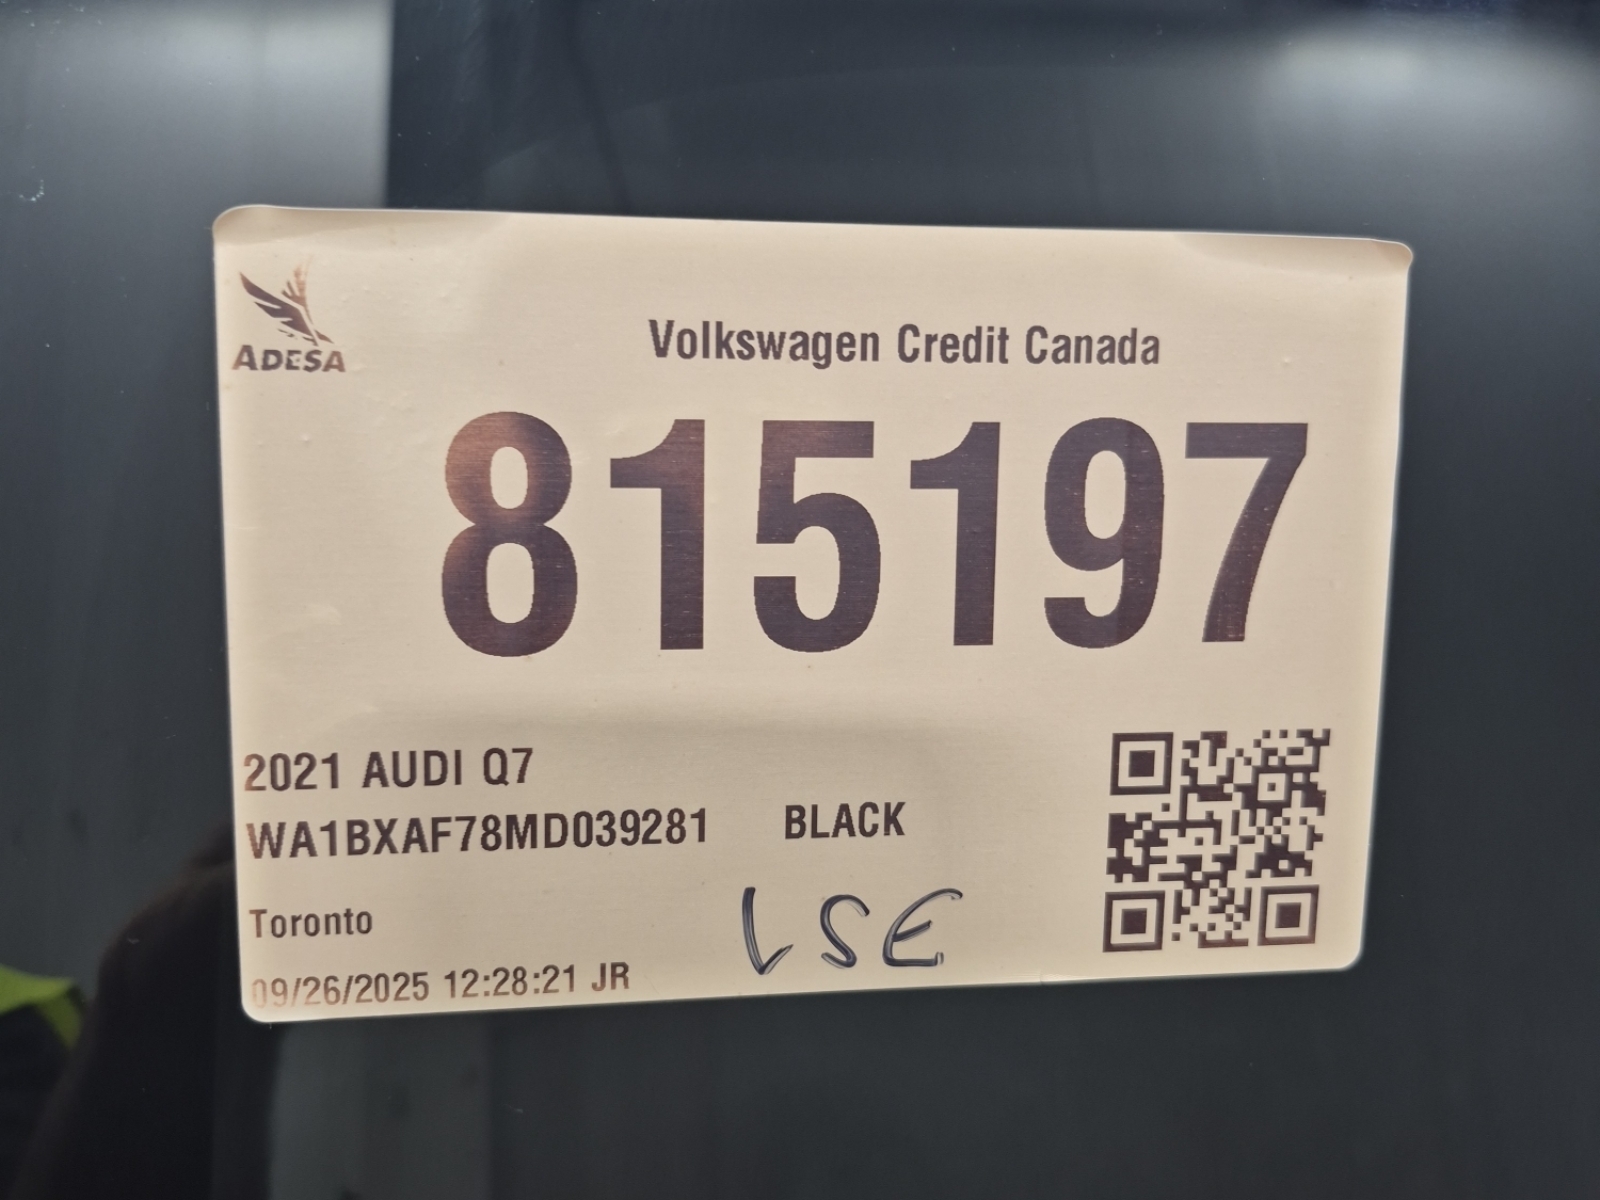 ADESA
Volkswagen Credit Canada
815197
2021 AUDI Q7
WA1BXAF78MD039281 BLACK
LSE
Toronto
09/26/2025 12:28:21 JR